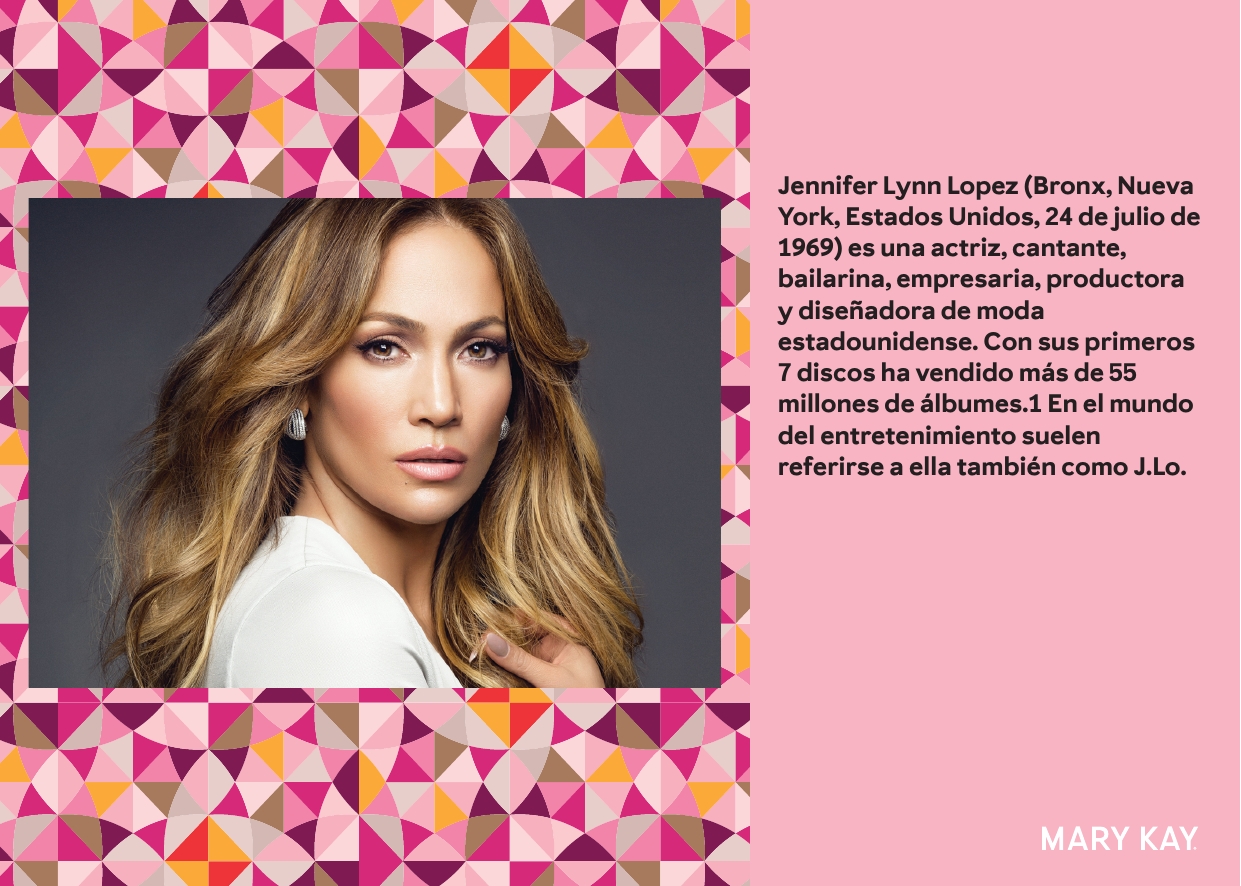 Jennifer Lynn Lopez (Bronx, Nueva
York, Estados Unidos, 24 de julio de
1969) es una actriz, cantante,
bailarina, empresaria, productora
y diseñadora de moda
estadounidense. Con sus primeros
7 discos ha vendido más de 55
millones de álbumes.1 En el mundo
del entretenimiento suelen
referirse a ella también como J.Lo.
MARY KAY.